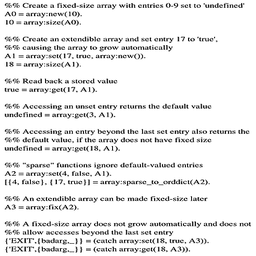 %% Create a fixed-size array with entries 0-9 set to 'undefined'
A0 = array:new(10).
10 = array:size(A0).
%% Create an extendible array and set entry 17 to 'true',
%% causing the array to grow automatically
A1 = array:set(17, true, array:new()).
18 = array:size(A1).
%% Read back a stored value
true = array:get(17, A1).
%% Accessing an unset entry returns the default value
undefined = array:get(3, A1).
%% Accessing an entry beyond the last set entry also returns the
%% default value, if the array does not have fixed size
undefined = array:get(18, A1).
%% "sparse" functions ignore default-valued entries
A2 = array:set(4, false, A1).
[{4, false}, {17, true}] = array:sparse_to_orddict(A2).
%% An extendible array can be made fixed-size later
A3 = array:fix(A2).
%% A fixed-size array does not grow automatically and does not
%% allow accesses beyond the last set entry
{'EXIT',{badarg,_}} = (catch array:set(18, true, A3)).
{'EXIT',{badarg,_}} = (catch array:get(18, A3)).